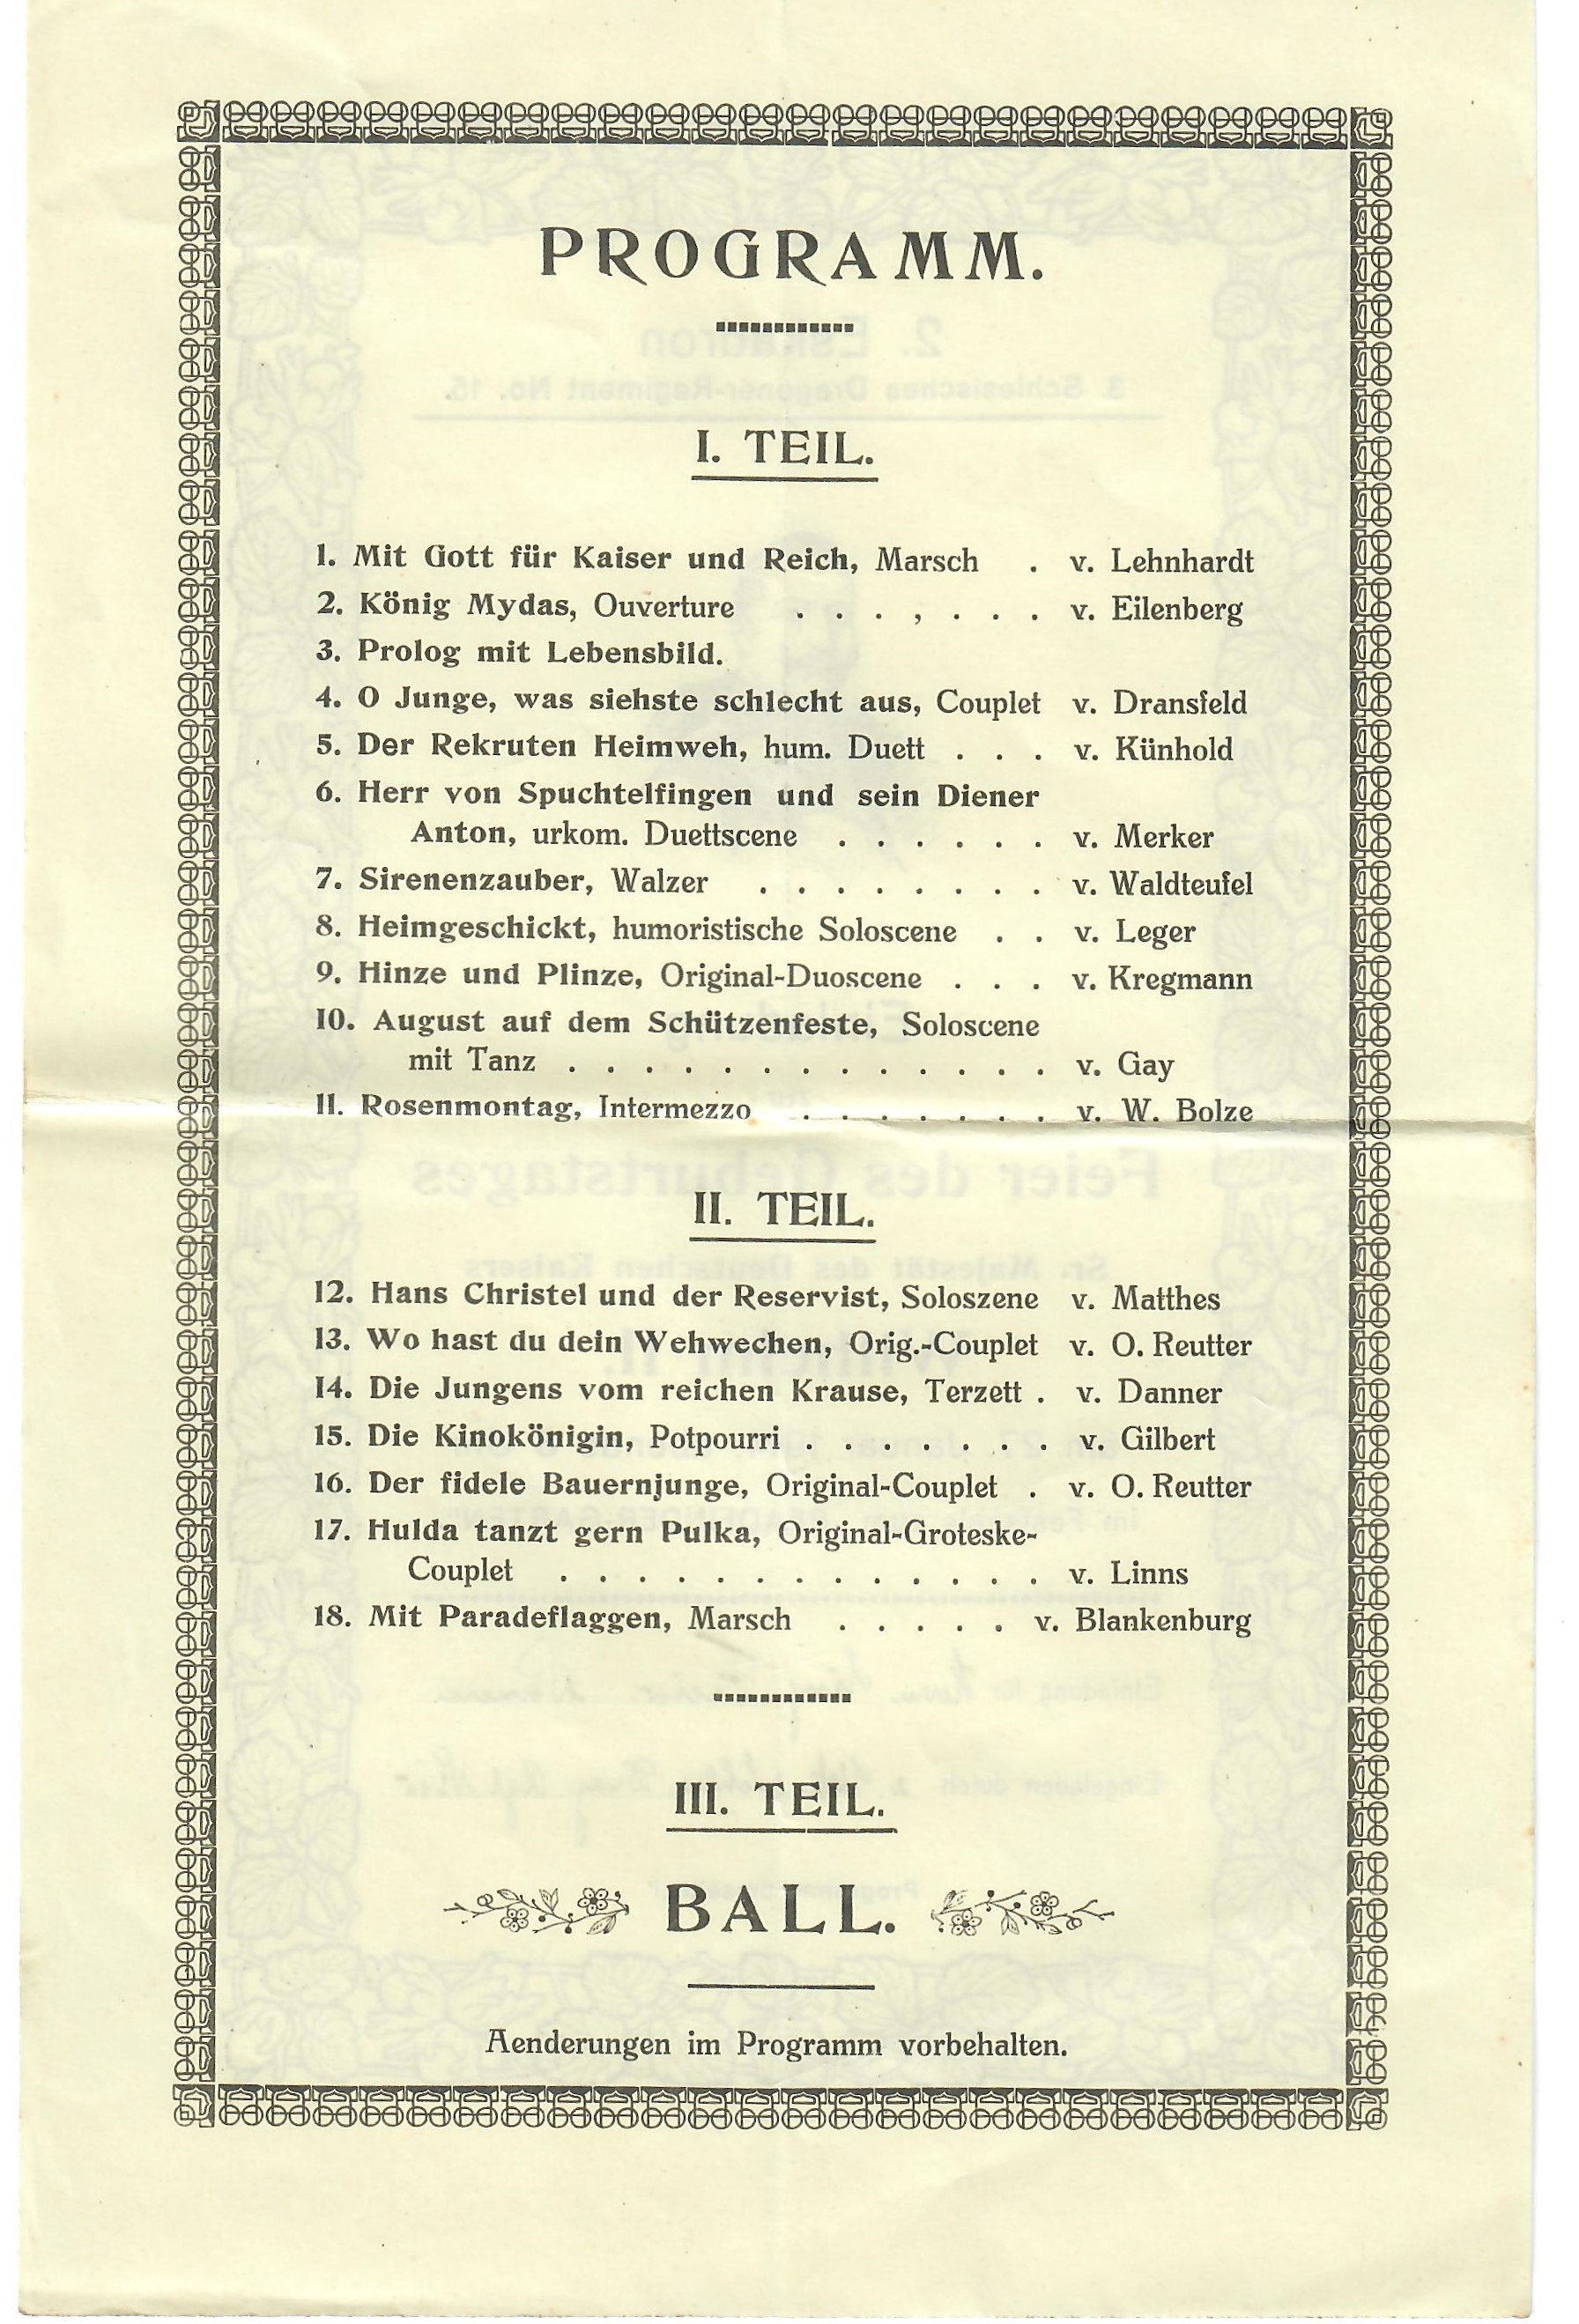 PROGRAMM.
I. TEIL.
1. Mit Gott für Kaiser und Reich, Marsch . v. Lehnhardt
2. König Mydas, Ouverture . . . , . . . v. Eilenberg
3. Prolog mit Lebensbild.
4. O Junge, was siehste schlecht aus, Couplet v. Dransfeld
5. Der Rekruten Heimweh, hum. Duett . . . v. Künhold
6. Herr von Spuchtelfingen und sein Diener
Anton, urkom. Duettscene . . . . . . v. Merker
7. Sirenenzauber, Walzer . . . . . . . . v. Waldteufel
8. Heimgeschickt, humoristische Soloscene . . v. Leger
9. Hinze und Plinze, Original-Duoscene . . . v. Kregmann
10. August auf dem Schützenfeste, Soloscene
mit Tanz . . . . . . . . . . . . . v. Gay
11. Rosenmontag, Intermezzo . . . . . . . v. W. Bolze
II. TEIL.
12. Hans Christel und der Reservist, Soloszene v. Matthes
13. Wo hast du dein Wehwechen, Orig.-Couplet v. O. Reutter
14. Die Jungens vom reichen Krause, Terzett . v. Danner
15. Die Kinokönigin, Potpourri . . . . . . . v. Gilbert
16. Der fidele Bauernjunge, Original-Couplet . v. O. Reutter
17. Hulda tanzt gern Pulka, Original-Groteske-
Couplet . . . . . . . . . . . . . v. Linns
18. Mit Paradeflaggen, Marsch . . . . . v. Blankenburg
III. TEIL.
BALL.
Aenderungen im Programm vorbehalten.